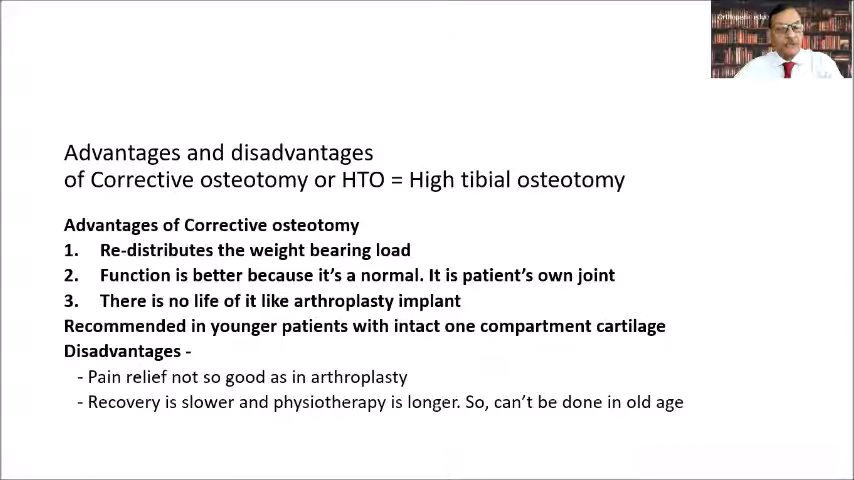 Advantages and disadvantages
of Corrective osteotomy or HTO = High tibial osteotomy
Advantages of Corrective osteotomy
1. Re-distributes the weight bearing load
2. Function is better because it's a normal. It is patient's own joint
3. There is no life of it like arthroplasty implant
Recommended in younger patients with intact one compartment cartilage
Disadvantages -
- Pain relief not so good as in arthroplasty
- Recovery is slower and physiotherapy is longer. So, can't be done in old age